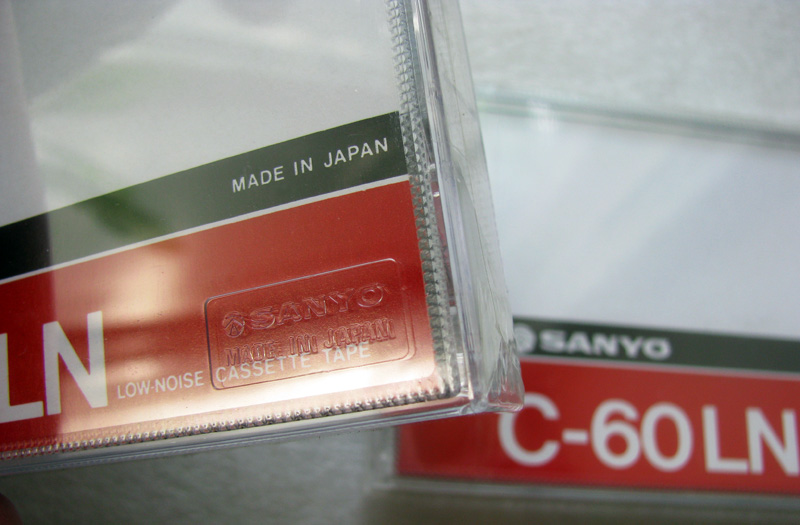 MADE IN JAPAN
SANYO
MADE IN JAPAN
LN LOW-NOISE CASSETTE TAPE
SANYO
C-60LN